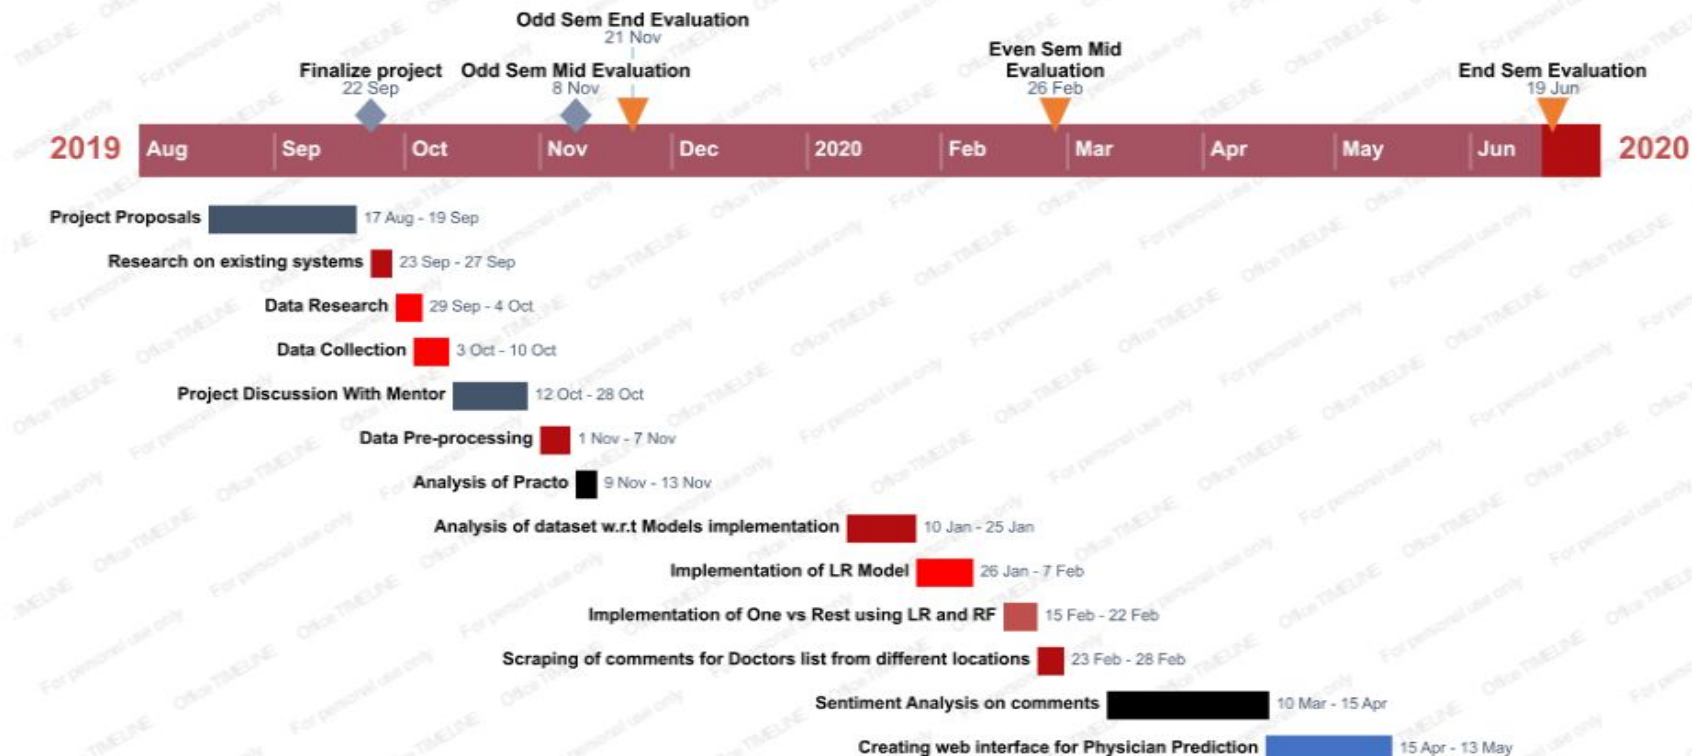 Odd Sem End Evaluation
21 Nov
Even Sem Mid
Evaluation
26 Feb
Finalize project
22 Sep
Odd Sem Mid Evaluation
8 Nov
End Sem Evaluation
19 Jun
2019 Aug Sep Oct Nov Dec 2020 Feb Mar Apr May Jun 2020
Project Proposals 17 Aug - 19 Sep
Research on existing systems 23 Sep - 27 Sep
Data Research 29 Sep - 4 Oct
Data Collection 3 Oct - 10 Oct
Project Discussion With Mentor 12 Oct - 28 Oct
Data Pre-processing 1 Nov - 7 Nov
Analysis of Practo 9 Nov - 13 Nov
Analysis of dataset w.r.t Models implementation 10 Jan - 25 Jan
Implementation of LR Model 26 Jan - 7 Feb
Implementation of One vs Rest using LR and RF 15 Feb - 22 Feb
Scraping of comments for Doctors list from different locations 23 Feb - 28 Feb
Sentiment Analysis on comments 10 Mar - 15 Apr
Creating web interface for Physician Prediction 15 Apr - 13 May
For personal use only
Office TIMELINE